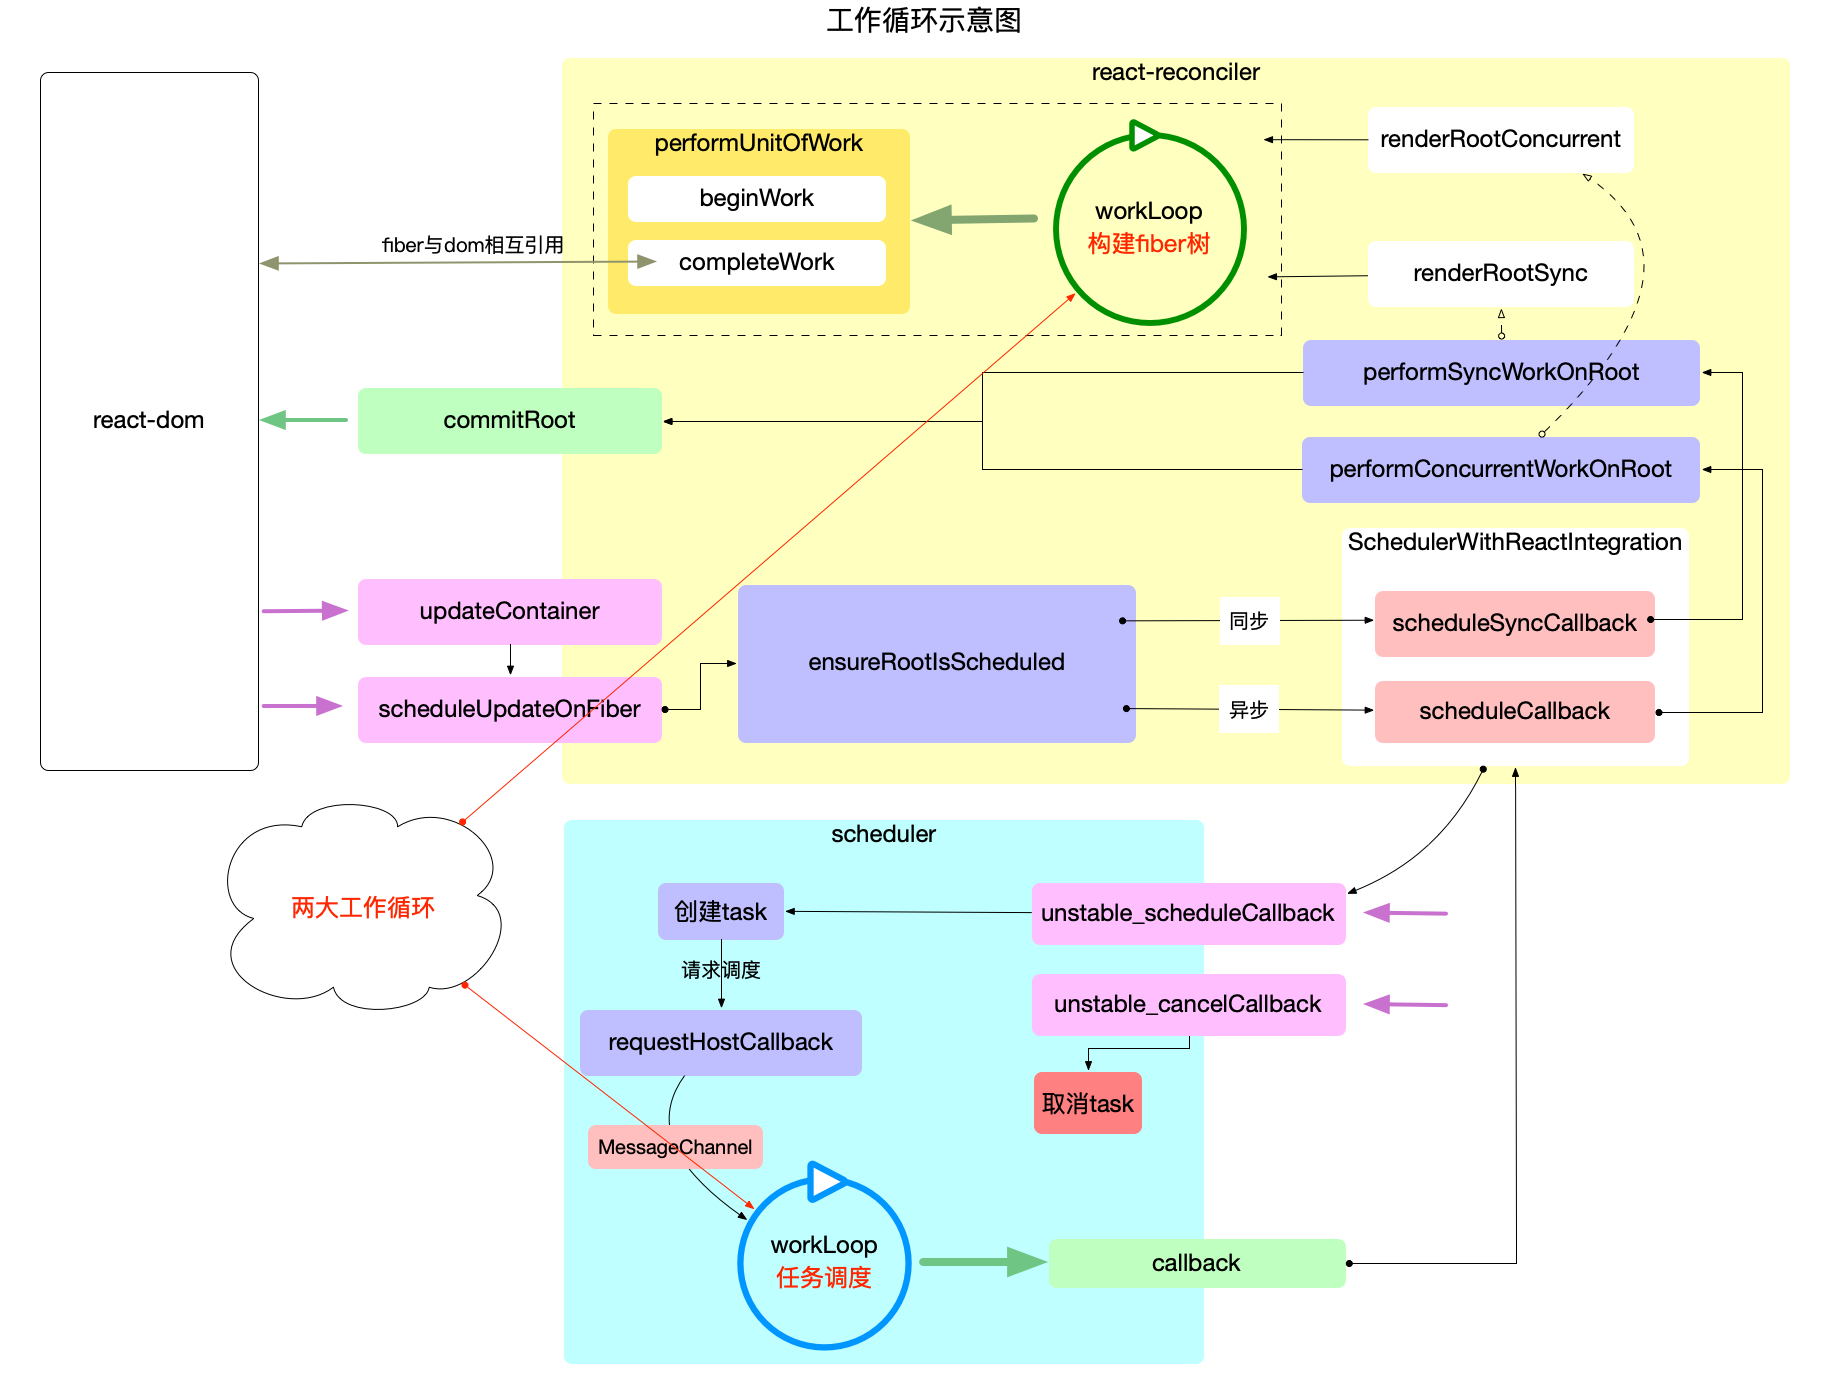 工作循环示意图
react-reconciler
performUnitOfWork
beginWork
completeWork
workLoop
构建fiber树
renderRootConcurrent
renderRootSync
fiber与dom相互引用
react-dom
commitRoot
performSyncWorkOnRoot
performConcurrentWorkOnRoot
SchedulerWithReactIntegration
updateContainer
scheduleUpdateOnFiber
ensureRootIsScheduled
同步
scheduleSyncCallback
异步
scheduleCallback
两大工作循环
scheduler
创建task
unstable_scheduleCallback
请求调度
unstable_cancelCallback
requestHostCallback
取消task
MessageChannel
workLoop
任务调度
callback